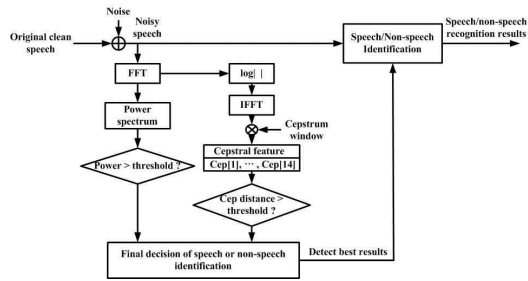 Noise
Original clean
speech
Noisy
speech
Speech/Non-speech
Identification
Speech/non-speech
recognition results
FFT
log| |
Power
spectrum
IFFT
Cepstrum
window
Cepstral feature
Cep[1], ··· , Cep[14]
Power > threshold ?
Cep distance >
threshold ?
Final decision of speech or non-speech
identification
Detect best results